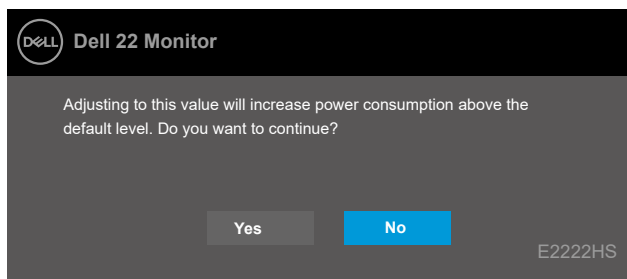 DELL Dell 22 Monitor
Adjusting to this value will increase power consumption above the
default level. Do you want to continue?
Yes No
E2222HS